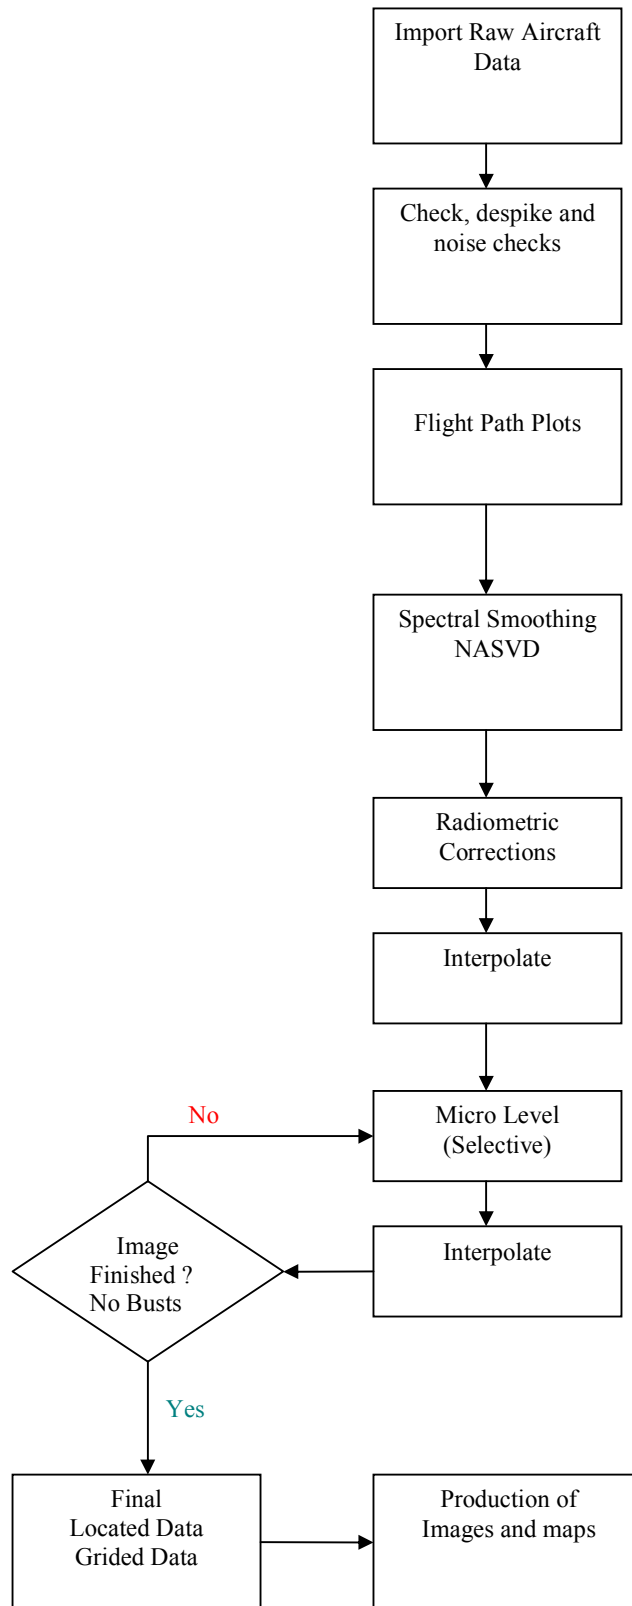 Import Raw Aircraft
Data
Check, despike and
noise checks
Flight Path Plots
Spectral Smoothing
NASVD
Radiometric
Corrections
Interpolate
No
Micro Level
(Selective)
Image
Finished ?
No Busts
Interpolate
Yes
Final
Located Data
Grided Data
Production of
Images and maps